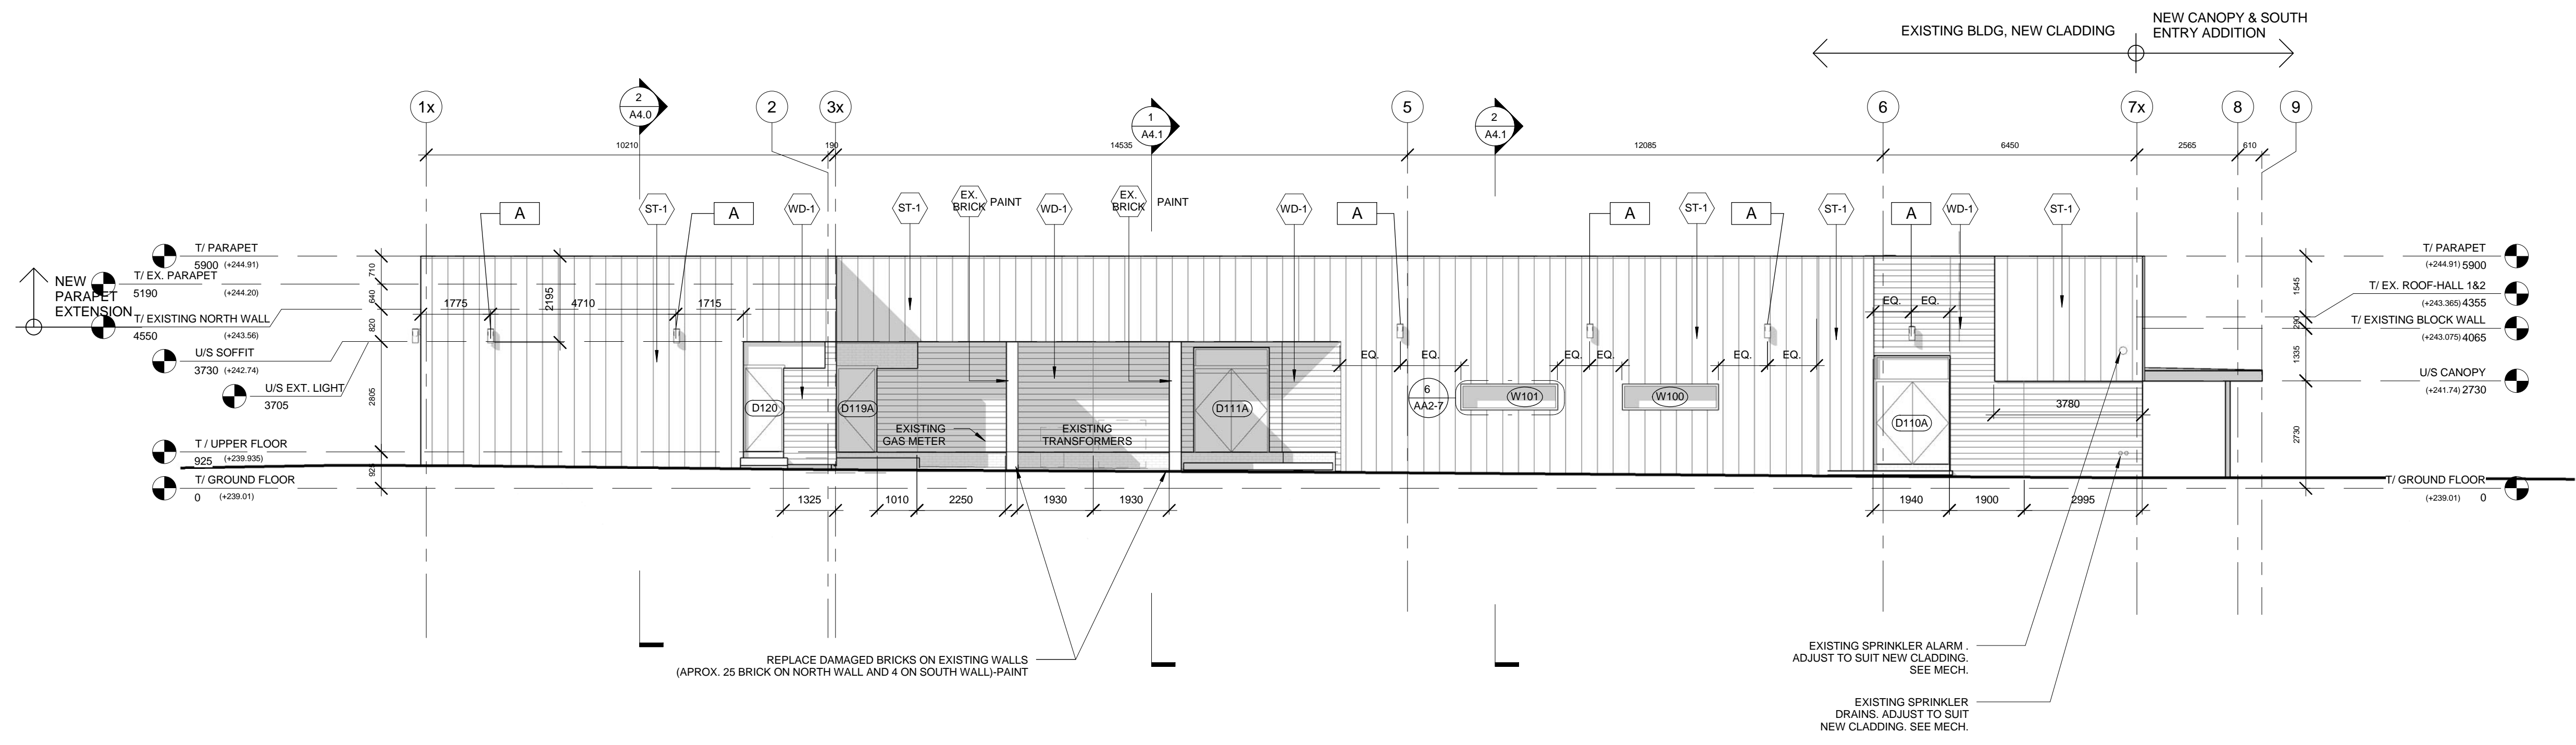 EXISTING BLDG, NEW CLADDING
NEW CANOPY & SOUTH
ENTRY ADDITION
1x
2
A4.0
2
3x
1
A4.1
5
2
A4.1
6
7x
8
9
10210
190
14535
12085
6450
2565
610
A
ST-1
A
WD-1
ST-1
EX.
BRICK
PAINT
WD-1
EX.
BRICK
PAINT
WD-1
A
A
ST-1
A
ST-1
A
WD-1
ST-1
T/ PARAPET
5900 (+244.91)
T/ EX. PARAPET
5190 (+244.20)
NEW
PARAPET
EXTENSION
T/ EXISTING NORTH WALL
4550 (+243.56)
U/S SOFFIT
3730 (+242.74)
U/S EXT. LIGHT
3705
T / UPPER FLOOR
925 (+239.935)
T/ GROUND FLOOR
0 (+239.01)
710
640
820
2805
925
1775
2195
4710
1715
EQ.
EQ.
EQ.
EQ.
EQ.
EQ.
EQ.
EQ.
D120
D119A
D111A
6
AA2-7
W101
W100
D110A
EXISTING
GAS METER
EXISTING
TRANSFORMERS
3780
1325
1010
2250
1930
1930
1940
1900
2995
T/ PARAPET
(+244.91) 5900
T/ EX. ROOF-HALL 1&2
(+243.365) 4355
T/ EXISTING BLOCK WALL
(+243.075) 4065
U/S CANOPY
(+241.74) 2730
T/ GROUND FLOOR
(+239.01) 0
1545
290
1335
2730
REPLACE DAMAGED BRICKS ON EXISTING WALLS
(APROX. 25 BRICK ON NORTH WALL AND 4 ON SOUTH WALL)-PAINT
EXISTING SPRINKLER ALARM .
ADJUST TO SUIT NEW CLADDING.
SEE MECH.
EXISTING SPRINKLER
DRAINS. ADJUST TO SUIT
NEW CLADDING. SEE MECH.